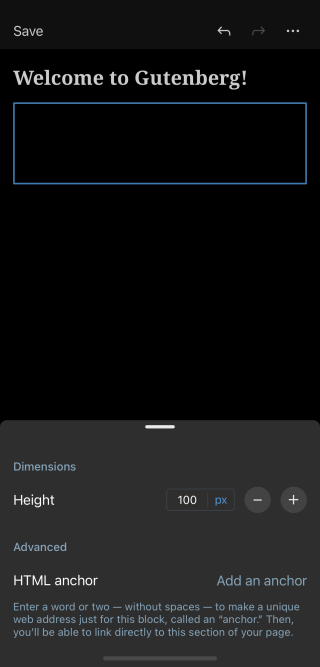 Save
Welcome to Gutenberg!
Dimensions
Height 100 px
Advanced
HTML anchor Add an anchor
Enter a word or two — without spaces — to make a unique
web address just for this block, called an “anchor.” Then,
you’ll be able to link directly to this section of your page.